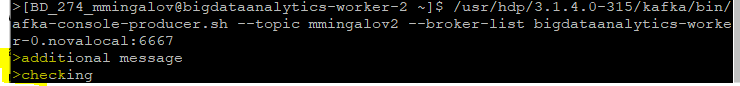 >[BD_274_mmingalov@bigdataanalytics-worker-2 ~]$ /usr/hdp/3.1.4.0-315/kafka/bin/
afka-console-producer.sh --topic mmingalov2 --broker-list bigdataanalytics-worke
r-0.novalocal:6667
>additional message
>checking